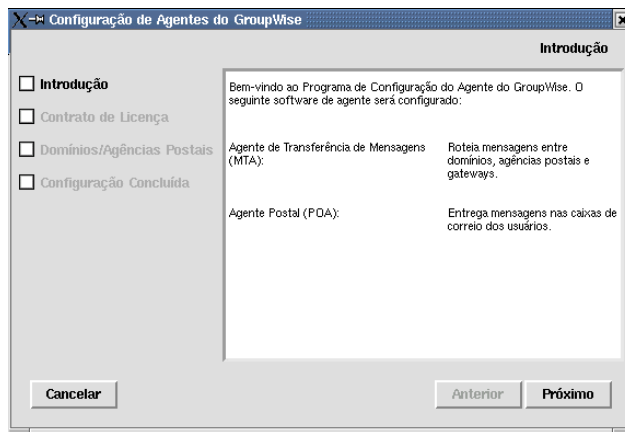 Configuração de Agentes do GroupWise
Introdução
Introdução
Contrato de Licença
Domínios/Agências Postais
Configuração Concluída
Bem-vindo ao Programa de Configuração do Agente do GroupWise. O
seguinte software de agente será configurado:
Agente de Transferência de Mensagens
(MTA):
Roteia mensagens entre
domínios, agências postais e
gateways.
Agente Postal (POA):
Entrega mensagens nas caixas de
correio dos usuários.
Cancelar
Anterior
Próximo